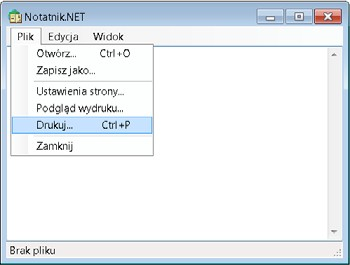 Notatnik.NET
Plik Edycja Widok
Otwórz... Ctrl+O
Zapisz jako...
Ustawienia strony...
Podgląd wydruku...
Drukuj... Ctrl+P
Zamknij
Brak pliku